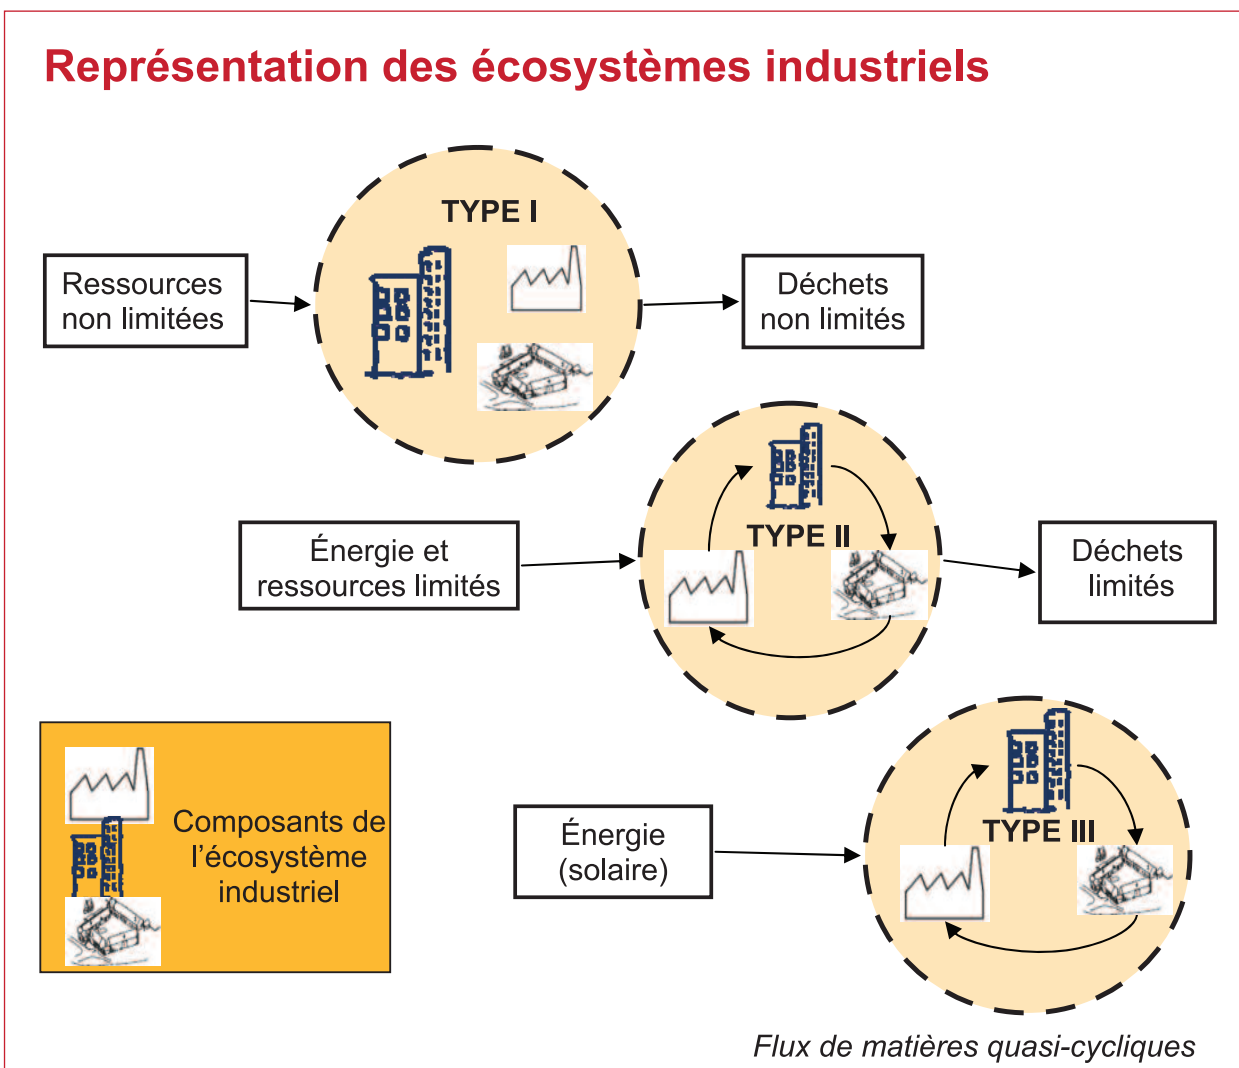 Représentation des écosystèmes industriels
TYPE I
Ressources
non limitées
Déchets
non limités
TYPE II
Énergie et
ressources limités
Déchets
limités
Composants de
l’écosystème
industriel
Énergie
(solaire)
TYPE III
Flux de matières quasi-cycliques